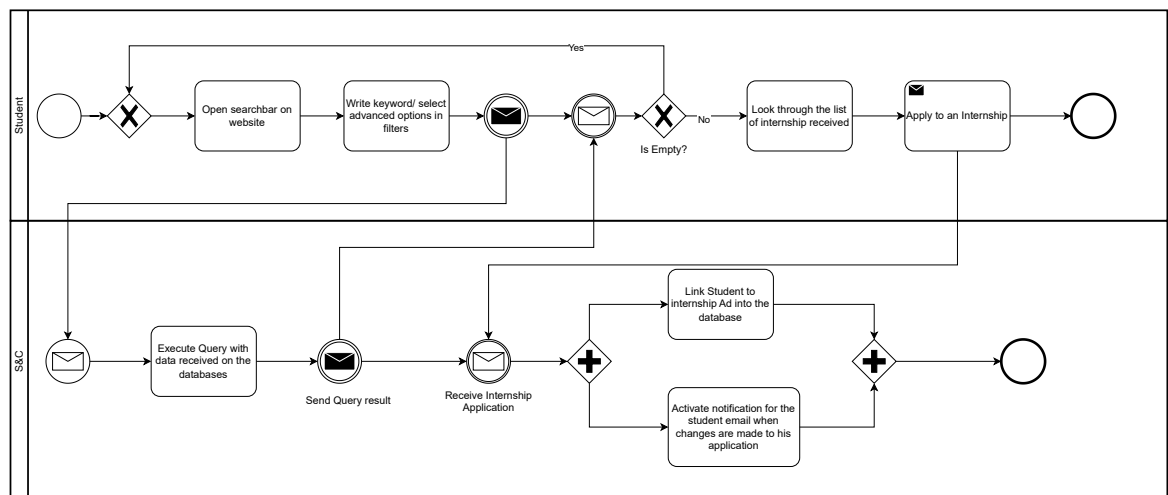 Student
Yes
Open searchbar on
website
Write keyword/ select
advanced options in
filters
Is Empty?
No
Look through the list
of internship received
Apply to an Internship
S&C
Execute Query with
data received on the
databases
Send Query result
Receive Internship
Application
Link Student to
internship Ad into the
database
Activate notification for the
student email when
changes are made to his
application